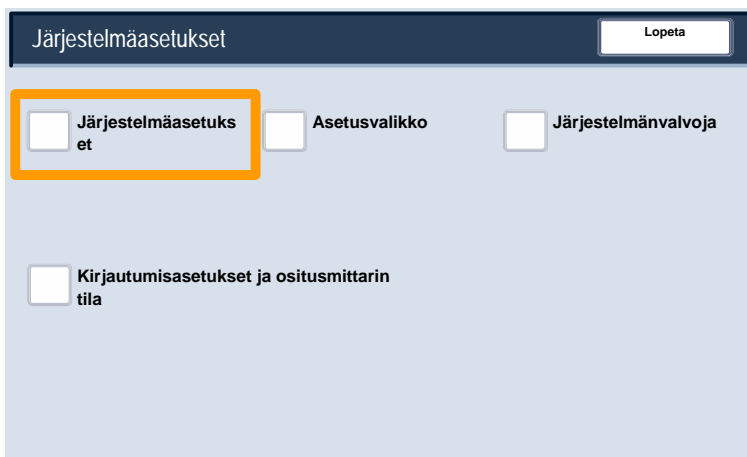 Järjestelmäasetukset
Lopeta
Järjestelmäasetuks
et
Asetusvalikko
Järjestelmänvalvoja
Kirjautumisasetukset ja ositusmittarin
tila